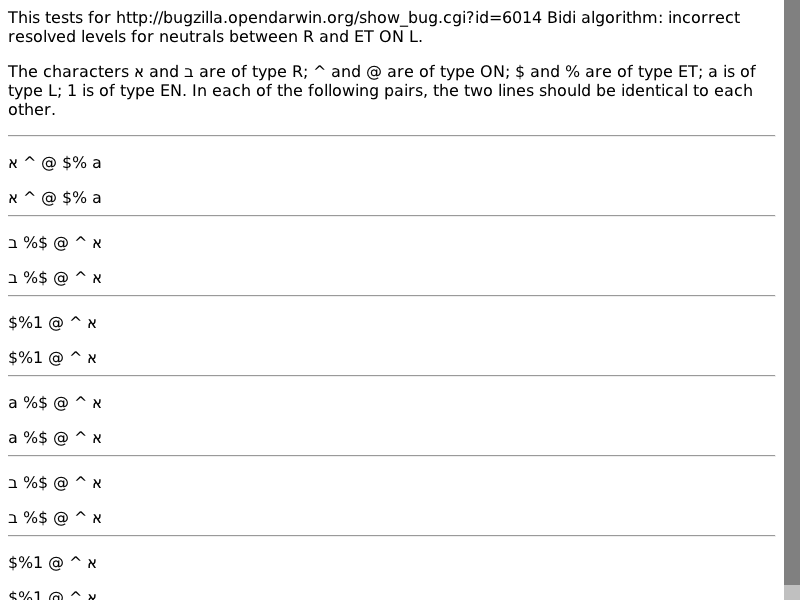 This tests for http://bugzilla.opendarwin.org/show_bug.cgi?id=6014 Bidi algorithm: incorrect
resolved levels for neutrals between R and ET ON L.
The characters א and ב are of type R; ^ and @ are of type ON; $ and % are of type ET; a is of
type L; 1 is of type EN. In each of the following pairs, the two lines should be identical to each
other.
א ^ @ $% a
א ^ @ $% a
א ^ @ $% ב
א ^ @ $% ב
א ^ @ $%1
א ^ @ $%1
א ^ @ $% a
א ^ @ $% a
א ^ @ $% ב
א ^ @ $% ב
א ^ @ $%1
א ^ @ $%1